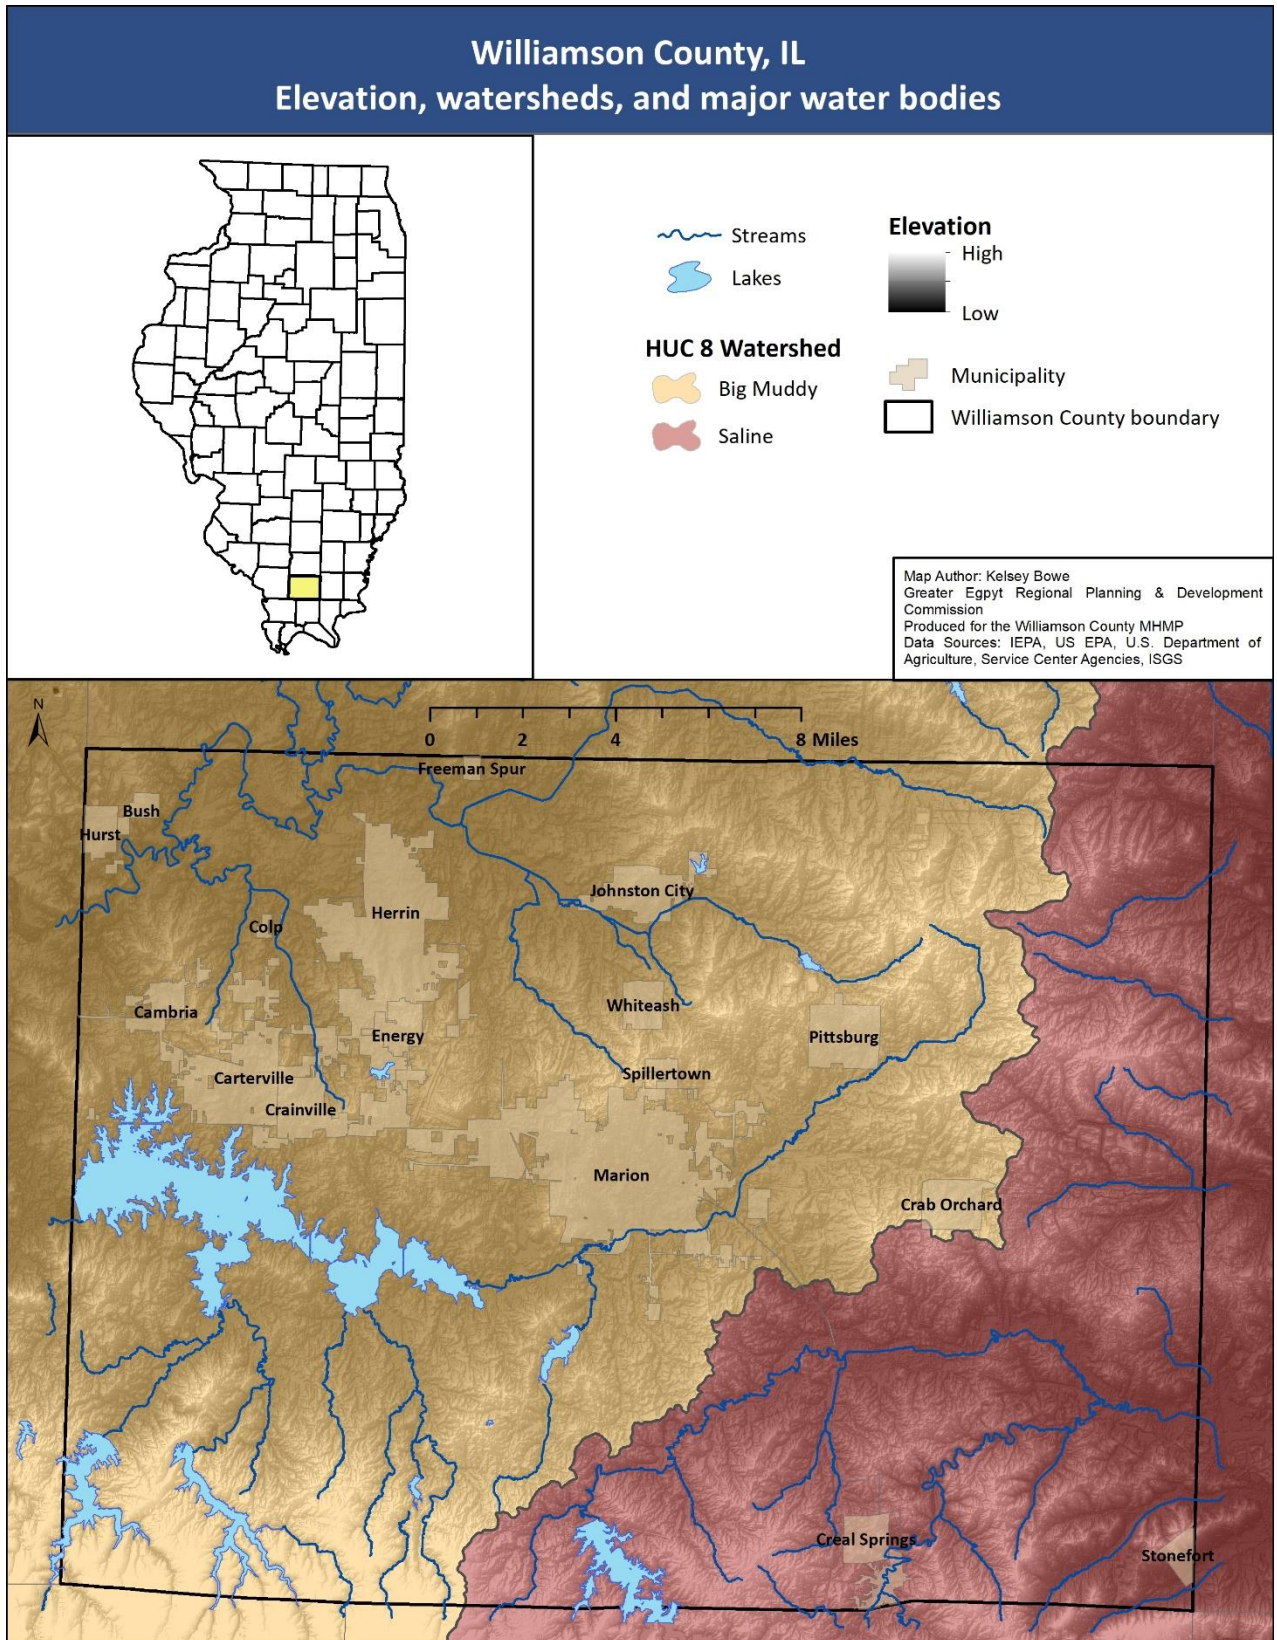 Williamson County, IL
Elevation, watersheds, and major water bodies
Streams
Lakes
HUC 8 Watershed
Big Muddy
Saline
Elevation
High
Low
Municipality
Williamson County boundary
Map Author: Kelsey Bowe
Greater Egpyt Regional Planning & Development
Commission
Produced for the Williamson County MHMP
Data Sources: IEPA, US EPA, U.S. Department of
Agriculture, Service Center Agencies, ISGS
N
0 2 4 8 Miles
Freeman Spur
Bush
Hurst
Johnston City
Herrin
Colp
Whiteash
Cambria
Energy
Pittsburg
Spillertown
Carterville
Crainville
Marion
Crab Orchard
Creal Springs
Stonefort